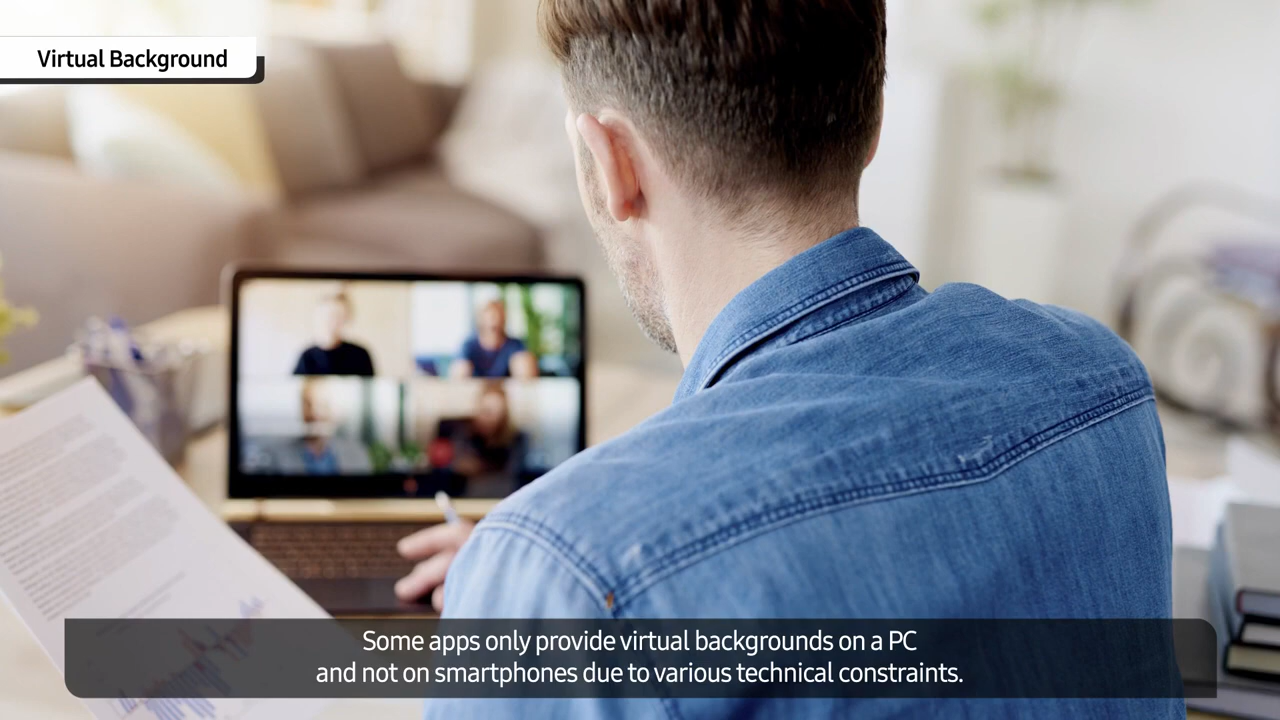 Virtual Background
Some apps only provide virtual backgrounds on a PC
and not on smartphones due to various technical constraints.